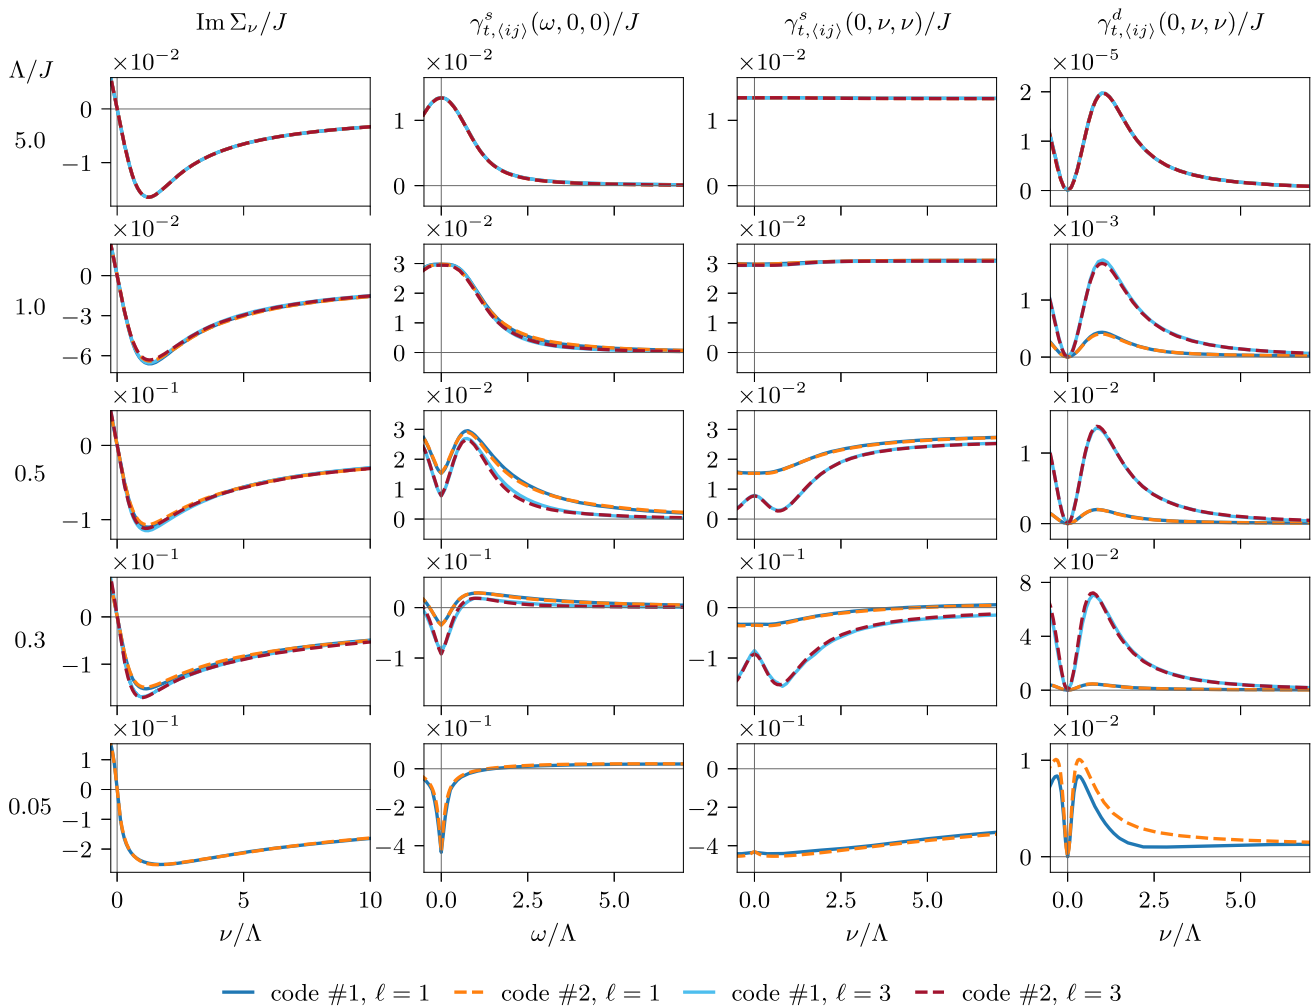 Im Σ_ν/J γ^s_{t,⟨ij⟩}(ω, 0, 0)/J γ^s_{t,⟨ij⟩}(0, ν, ν)/J γ^d_{t,⟨ij⟩}(0, ν, ν)/J
Λ/J ×10⁻² ×10⁻² ×10⁻² ×10⁻⁵
5.0
0 −1
1 0
1 0
2 1 0
×10⁻² ×10⁻² ×10⁻² ×10⁻³
1.0
0 −3 −6
3 2 1 0
3 2 1 0
1 0
×10⁻¹ ×10⁻² ×10⁻² ×10⁻²
0.5
0 −1
3 2 1 0
3 2 1 0
1 0
×10⁻¹ ×10⁻¹ ×10⁻¹ ×10⁻²
0.3
0 −1
0 −1
0 −1
8 4 0
×10⁻¹ ×10⁻¹ ×10⁻¹ ×10⁻²
0.05
1 0 −1 −2
0 −2 −4
0 −2 −4
1 0
0 5 10 0.0 2.5 5.0 0.0 2.5 5.0 0.0 2.5 5.0
ν/Λ ω/Λ ν/Λ ν/Λ
code #1, ℓ = 1 code #2, ℓ = 1 code #1, ℓ = 3 code #2, ℓ = 3